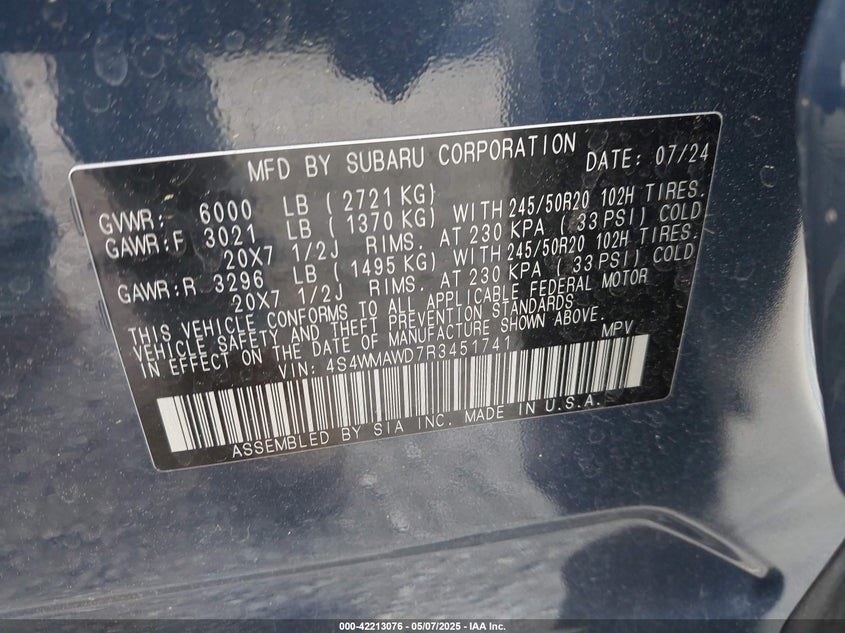 MFD BY SUBARU CORPORATION DATE: 07/24
GVWR: 6000 LB ( 2721 KG)
GAWR:F 3021 LB ( 1370 KG) WITH 245/50R20 102H TIRES.
20X7 1/2J RIMS. AT 230 KPA ( 33 PSI) COLD
GAWR:R 3296 LB ( 1495 KG) WITH 245/50R20 102H TIRES.
20X7 1/2J RIMS. AT 230 KPA ( 33 PSI) COLD
THIS VEHICLE CONFORMS TO ALL APPLICABLE FEDERAL MOTOR
VEHICLE SAFETY AND THEFT PREVENTION STANDARDS
IN EFFECT ON THE DATE OF MANUFACTURE SHOWN ABOVE.
VIN: 4S4WMAWD7R3451741 MPV
ASSEMBLED BY SIA INC. MADE IN U.S.A.
000-42213076 | 05/07/2025 - IAA Inc.